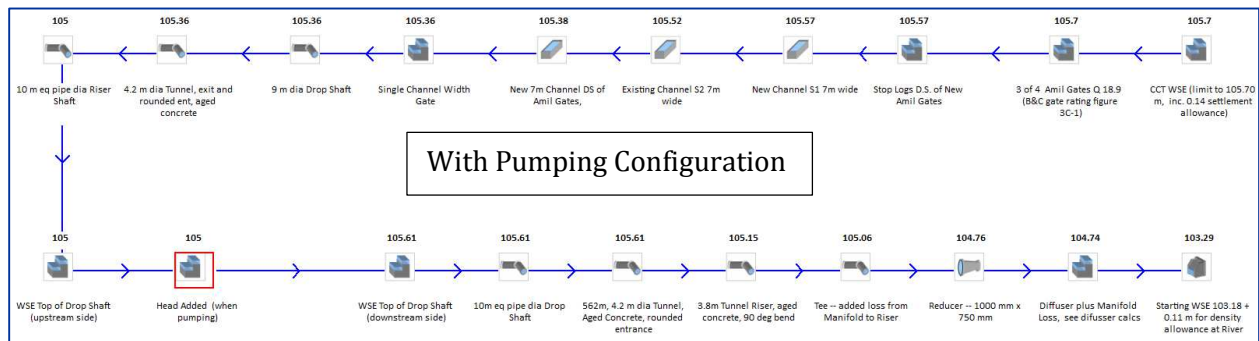 105 105.36 105.36 105.36 105.38 105.52 105.57 105.57 105.7 105.7
10 m eq pipe dia Riser
Shaft
4.2 m dia Tunnel, exit and
rounded ent, aged
concrete
9 m dia Drop Shaft
Single Channel Width
Gate
New 7m Channel DS of
Amil Gates,
Existing Channel S2 7m
wide
New Channel S1 7m wide
Stop Logs D.S. of New
Amil Gates
3 of 4 Amil Gates Q 18.9
(B&C gate rating figure
3C-1)
CCT WSE (limit to 105.70
m, inc. 0.14 settlement
allowance)
With Pumping Configuration
105 105 105.61 105.61 105.61 105.15 105.06 104.76 104.74 103.29
WSE Top of Drop Shaft
(upstream side)
Head Added (when
pumping)
WSE Top of Drop Shaft
(downstream side)
10m eq pipe dia Drop
Shaft
562m, 4.2 m dia Tunnel,
Aged Concrete, rounded
entrance
3.8m Tunnel Riser, aged
concrete, 90 deg bend
Tee -- added loss from
Manifold to Riser
Reducer -- 1000 mm x
750 mm
Diffuser plus Manifold
Loss, see difusser calcs
Starting WSE 103.18 +
0.11 m for density
allowance at River